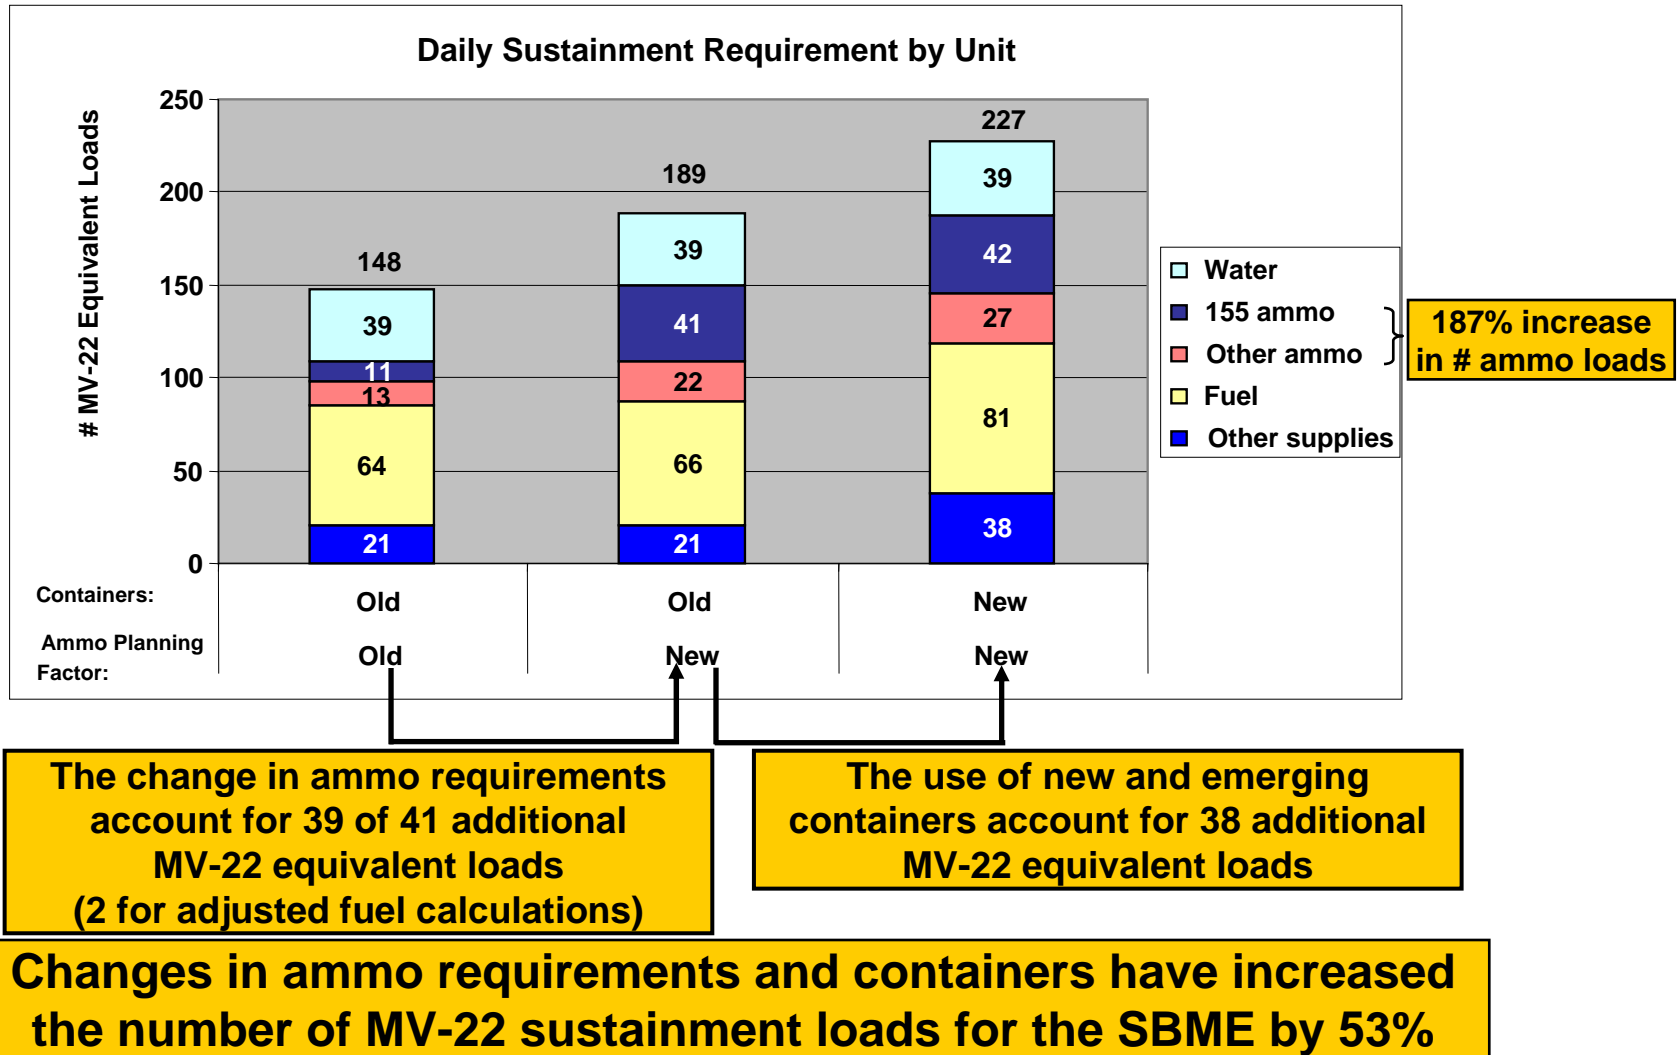 Daily Sustainment Requirement by Unit
# MV-22 Equivalent Loads
250
200
150
100
50
0
148
39
11
13
64
21
189
39
41
22
66
21
227
39
42
27
81
38
Water
155 ammo
Other ammo
Fuel
Other supplies
187% increase
in # ammo loads
Containers:
Old
Old
New
Ammo Planning
Factor:
Old
New
New
The change in ammo requirements
account for 39 of 41 additional
MV-22 equivalent loads
(2 for adjusted fuel calculations)
The use of new and emerging
containers account for 38 additional
MV-22 equivalent loads
Changes in ammo requirements and containers have increased
the number of MV-22 sustainment loads for the SBME by 53%